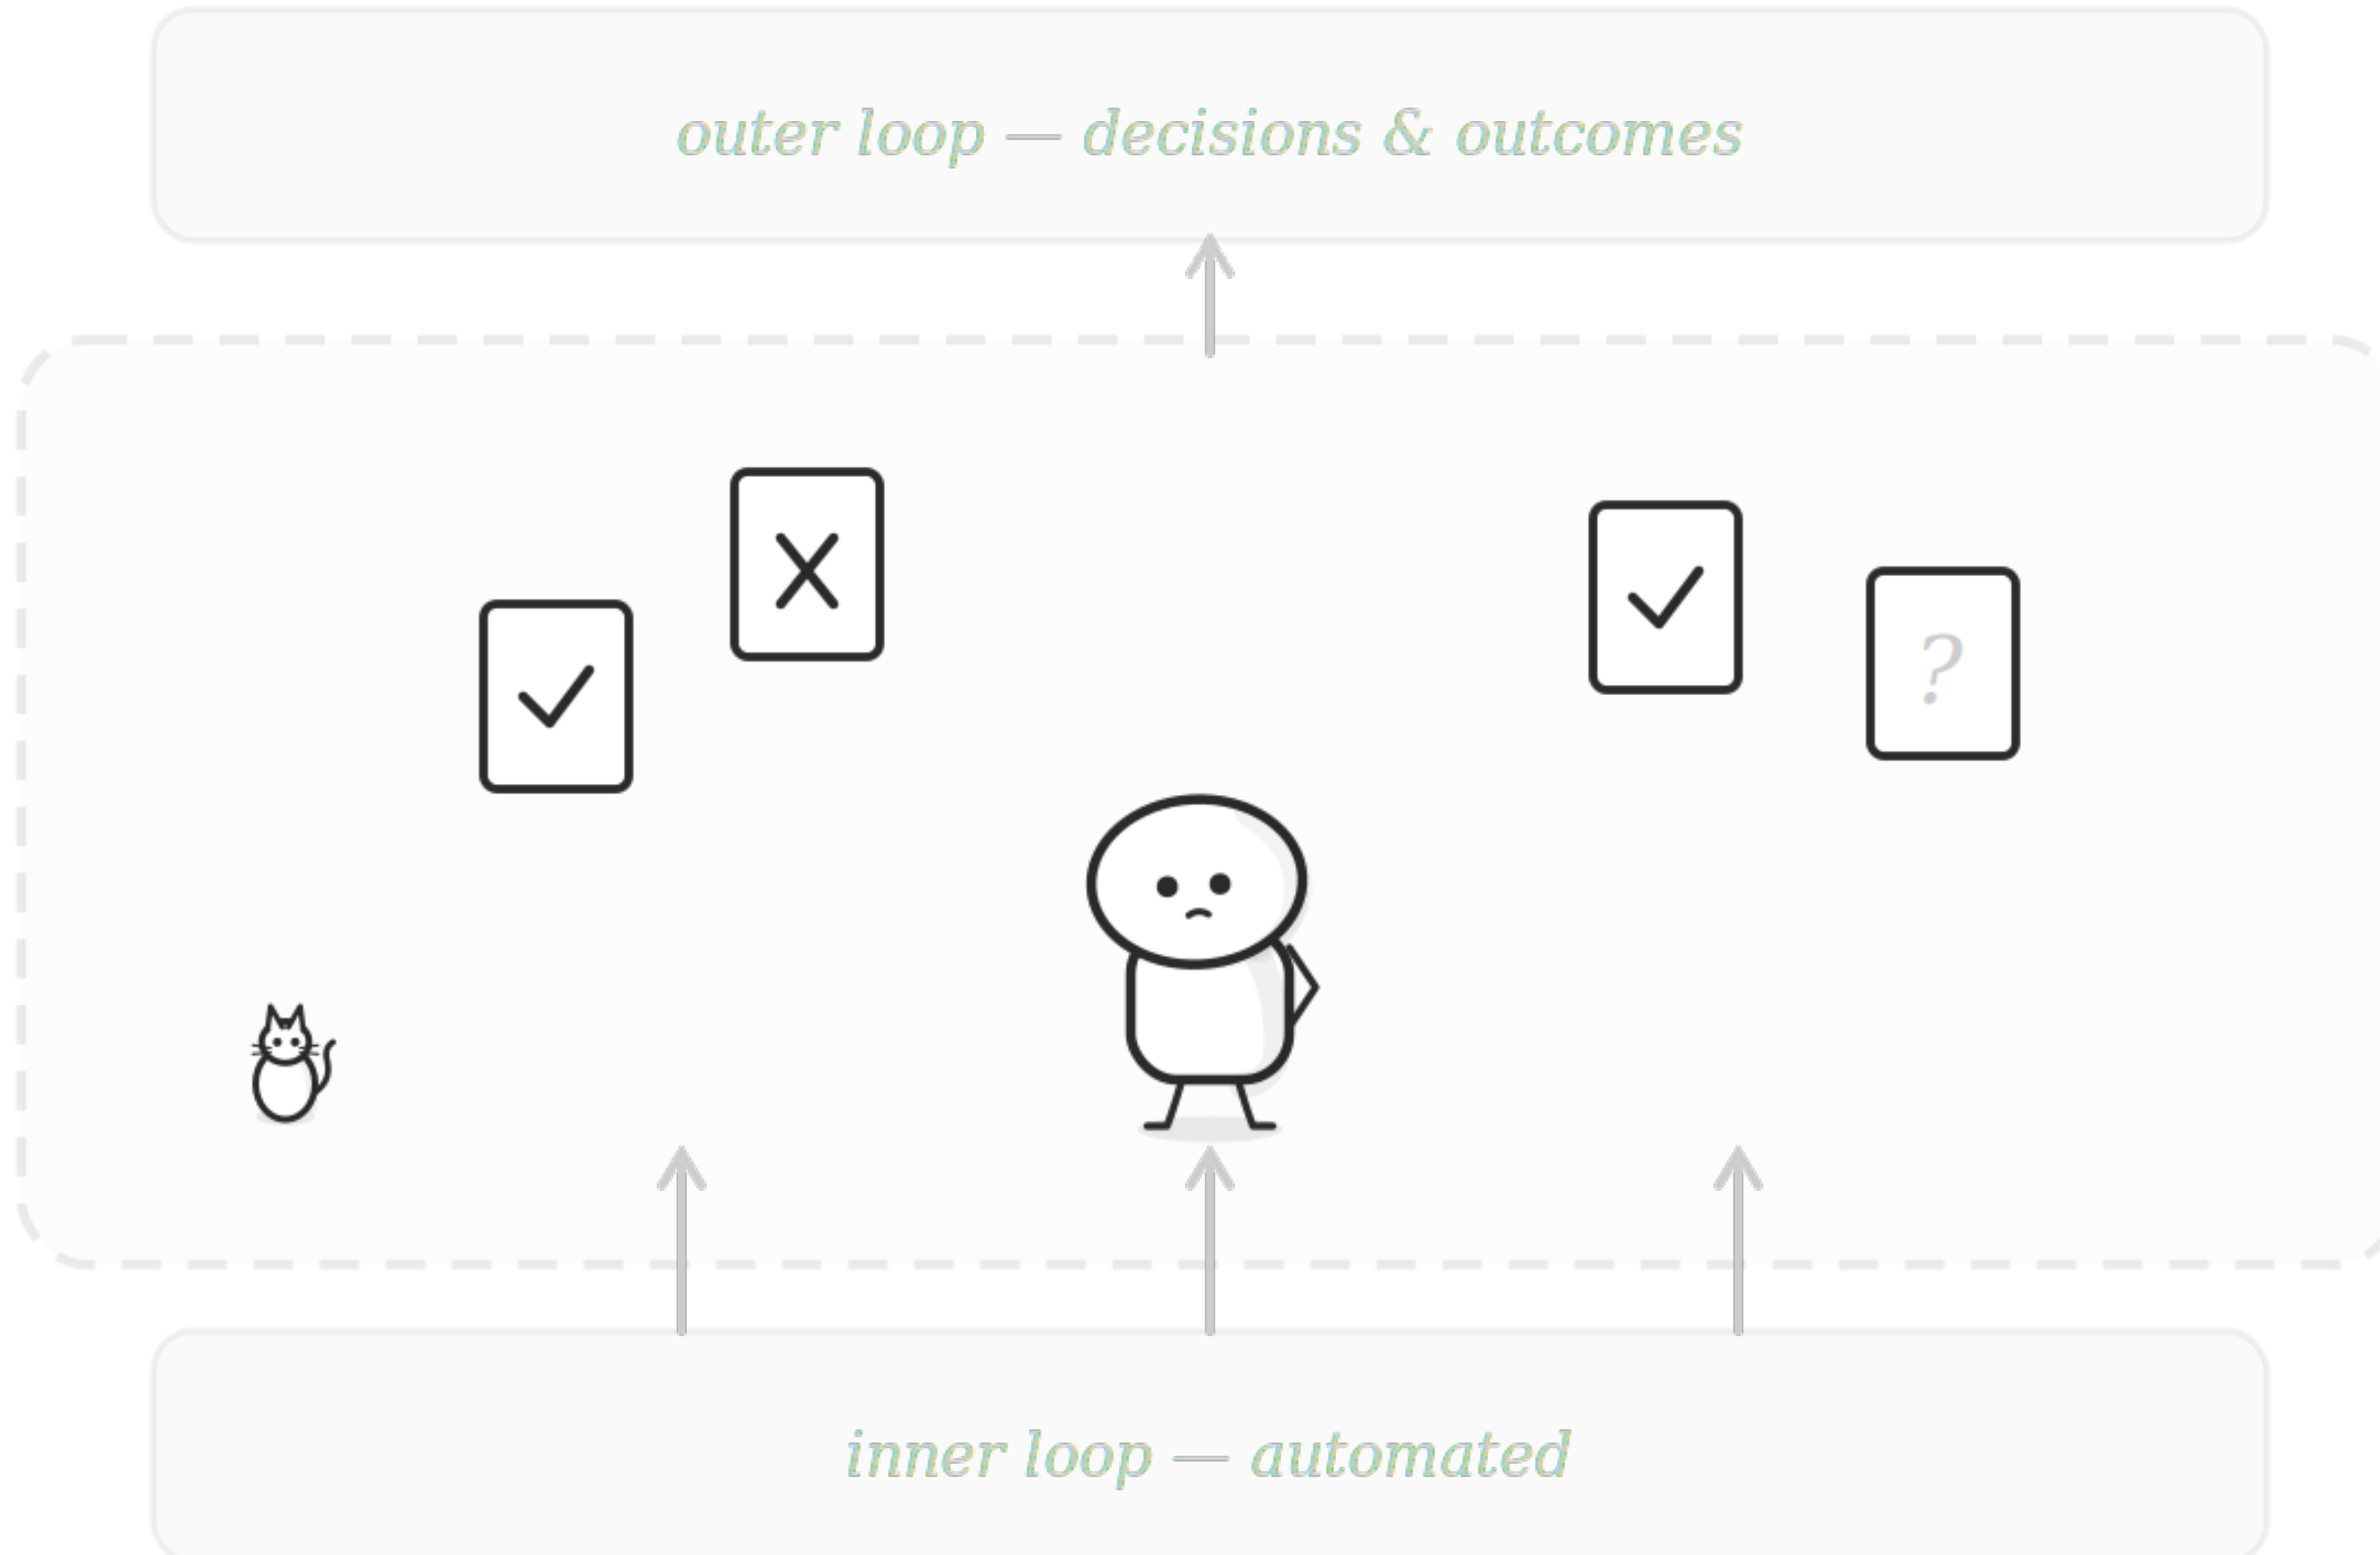 outer loop — decisions & outcomes
?
inner loop — automated